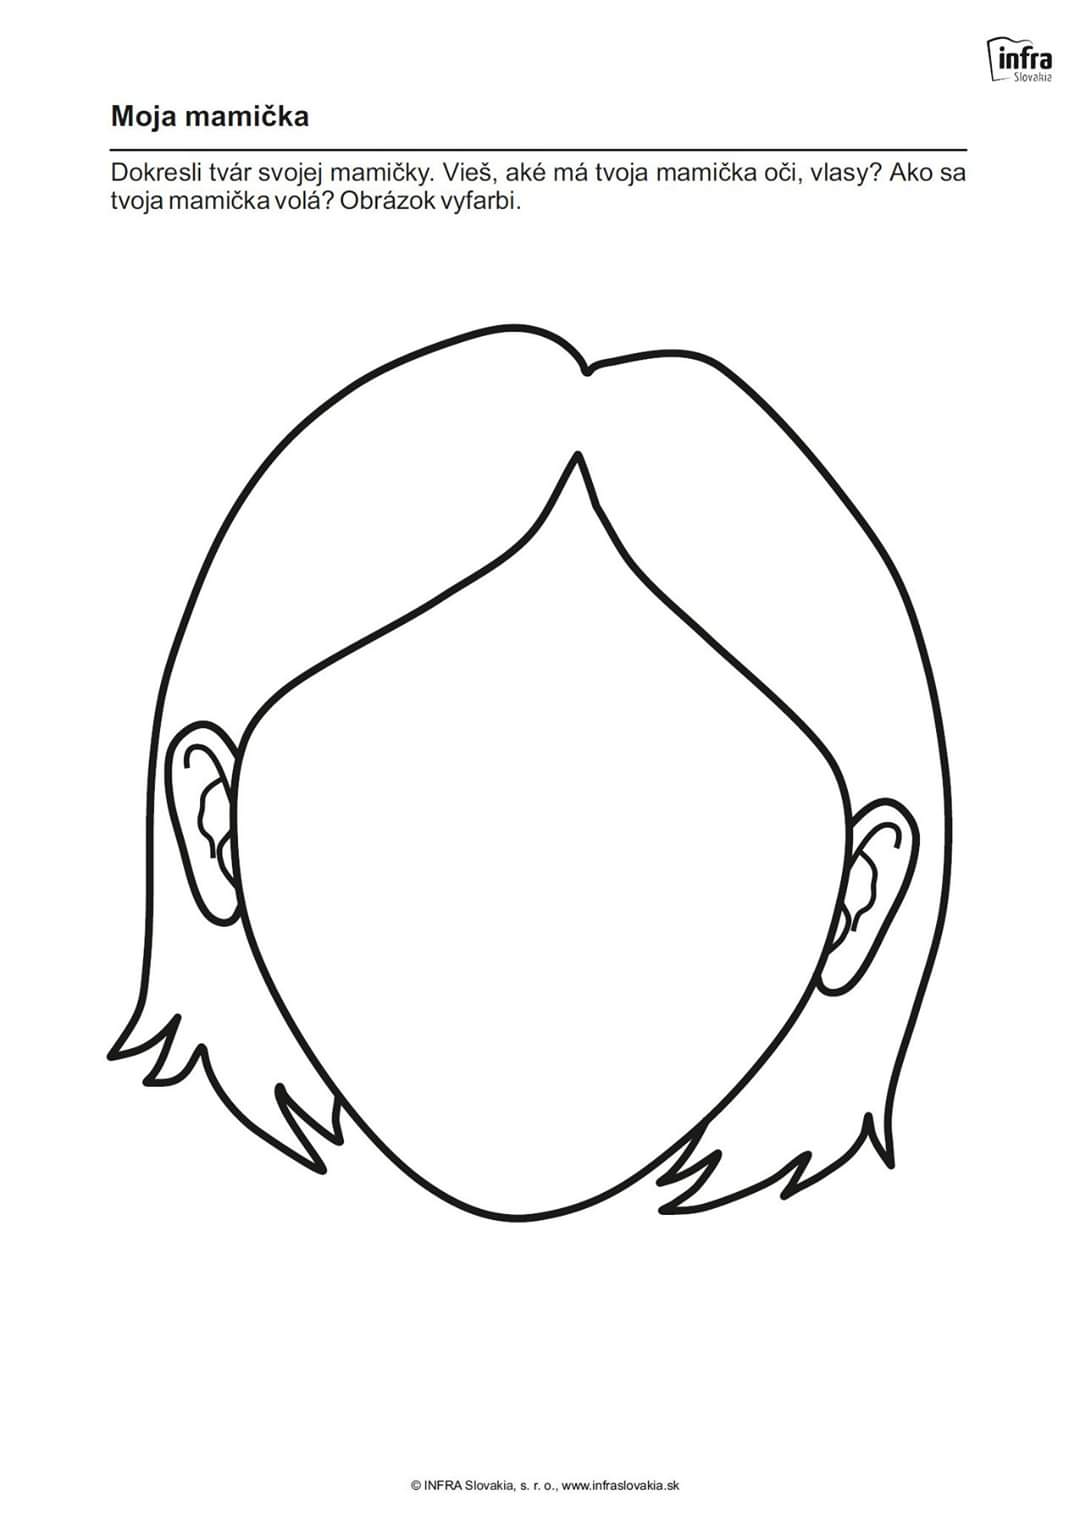 infra
Slovakia
Moja mamička
Dokresli tvár svojej mamičky. Vieš, aké má tvoja mamička oči, vlasy? Ako sa
tvoja mamička volá? Obrázok vyfarbi.
© INFRA Slovakia, s. r. o., www.infraslovakia.sk